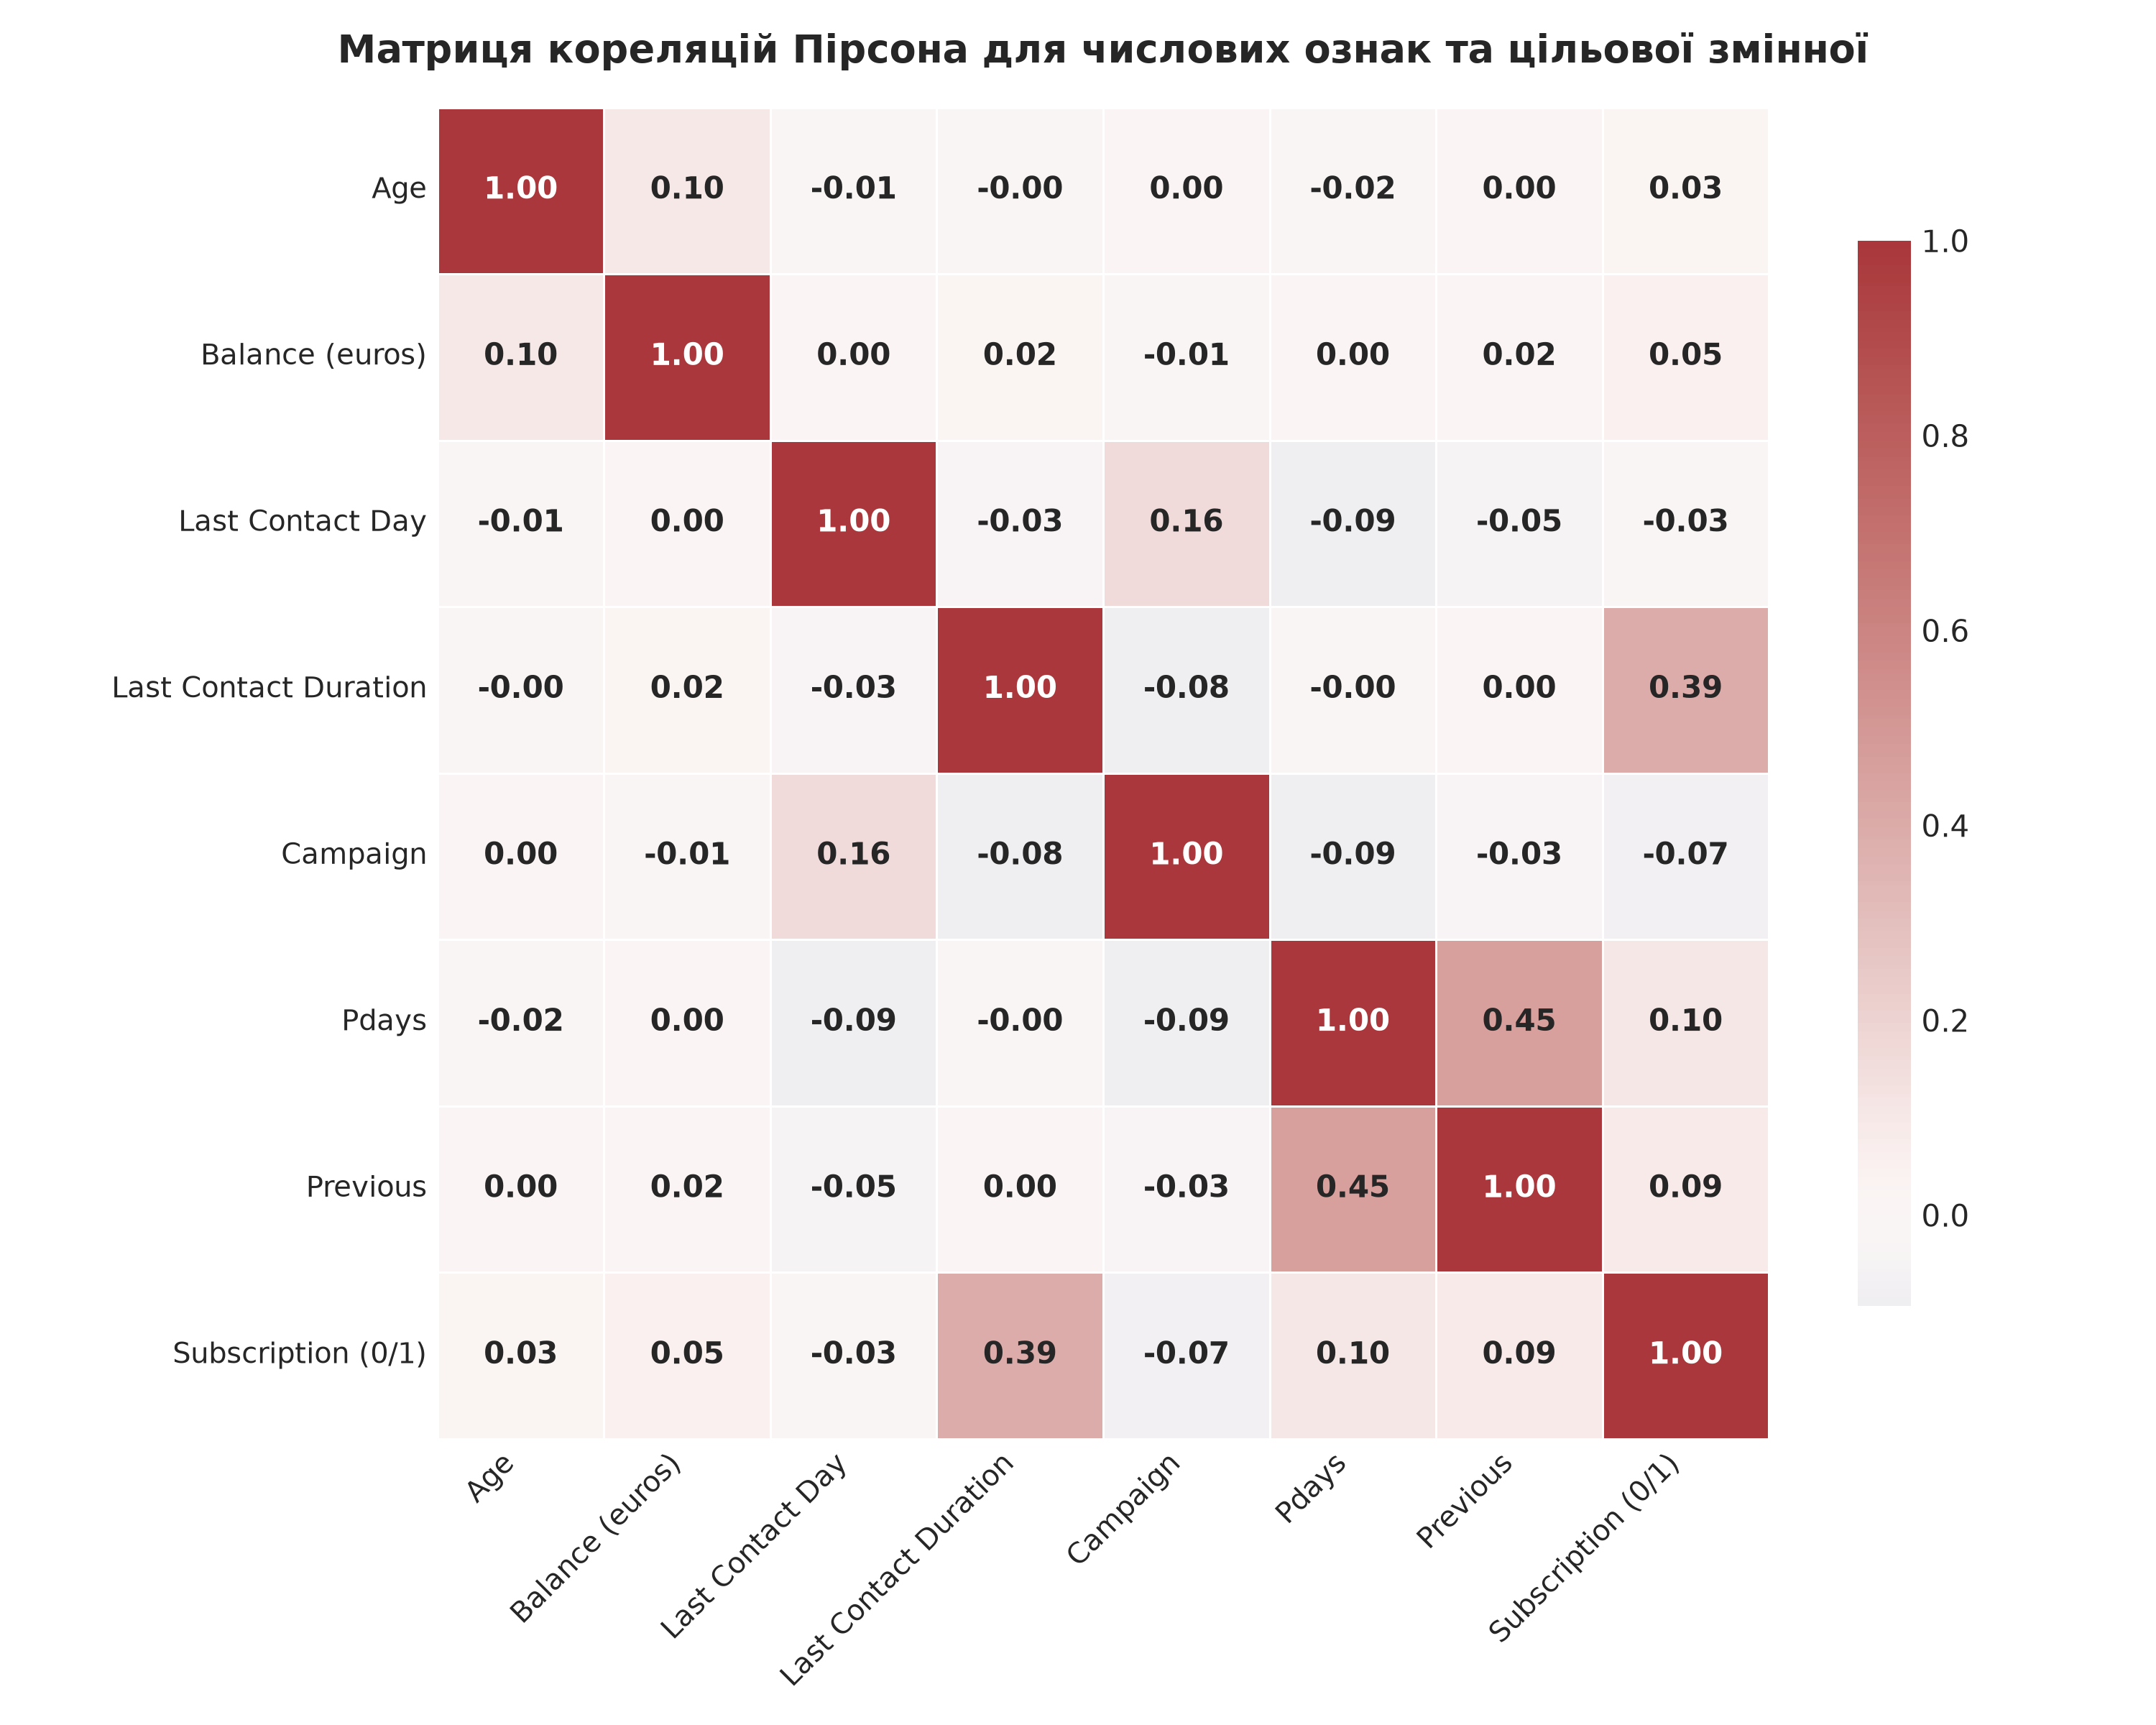 Матриця кореляцій Пірсона для числових ознак та цільової змінної
Age 1.00 0.10 -0.01 -0.00 0.00 -0.02 0.00 0.03
Balance (euros) 0.10 1.00 0.00 0.02 -0.01 0.00 0.02 0.05
Last Contact Day -0.01 0.00 1.00 -0.03 0.16 -0.09 -0.05 -0.03
Last Contact Duration -0.00 0.02 -0.03 1.00 -0.08 -0.00 0.00 0.39
Campaign 0.00 -0.01 0.16 -0.08 1.00 -0.09 -0.03 -0.07
Pdays -0.02 0.00 -0.09 -0.00 -0.09 1.00 0.45 0.10
Previous 0.00 0.02 -0.05 0.00 -0.03 0.45 1.00 0.09
Subscription (0/1) 0.03 0.05 -0.03 0.39 -0.07 0.10 0.09 1.00
Age
Balance (euros)
Last Contact Day
Last Contact Duration
Campaign
Pdays
Previous
Subscription (0/1)
1.0
0.8
0.6
0.4
0.2
0.0